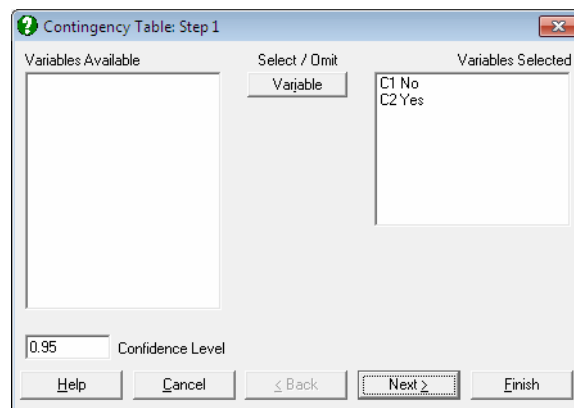 Contingency Table: Step 1
Variables Available
Select / Omit
Variables Selected
Variable
C1 No
C2 Yes
0.95 Confidence Level
Help Cancel < Back Next > Finish